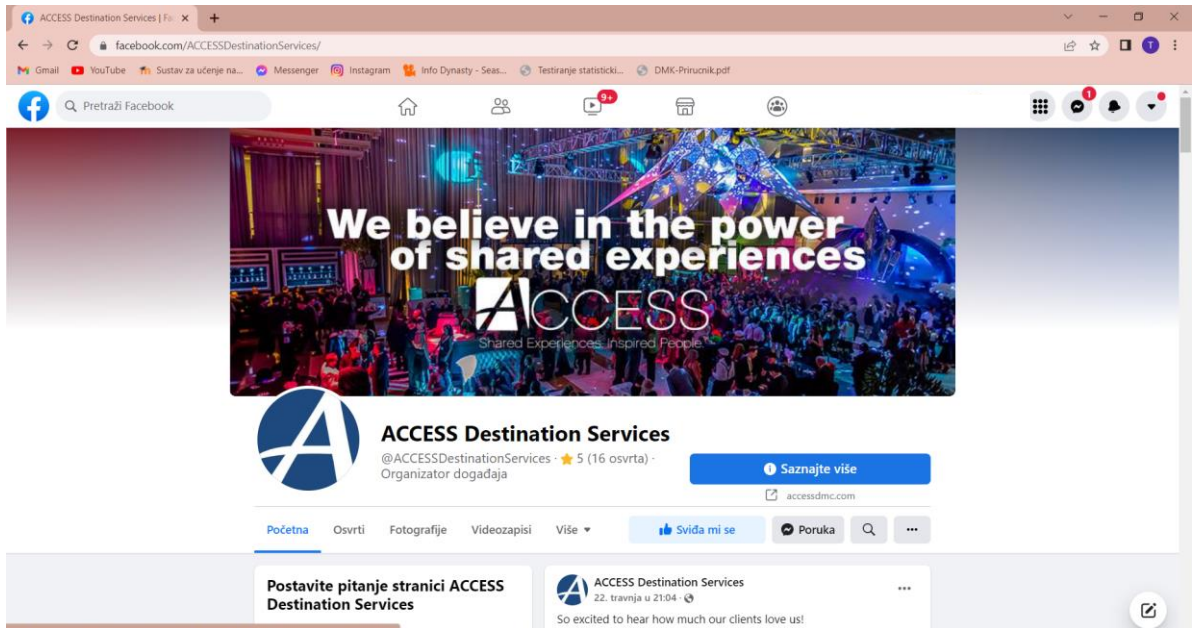 ACCESS Destination Services | Fa
facebook.com/ACCESSDestinationServices/
Gmail YouTube Sustav za učenje na... Messenger Instagram Info Dynasty - Seas... Testiranje statisticki... DMK-Prirucnik.pdf
Pretraži Facebook
9+
1
T
We believe in the power
of shared experiences
ACCESS
Shared Experiences. Inspired People.
ACCESS Destination Services
@ACCESSDestinationServices · 5 (16 osvrta) ·
Organizator događaja
Saznajte više
accessdmc.com
Početna Osvrti Fotografije Videozapisi Više Sviđa mi se Poruka
Postavite pitanje stranici ACCESS
Destination Services
ACCESS Destination Services
22. travnja u 21:04 ·
So excited to hear how much our clients love us!